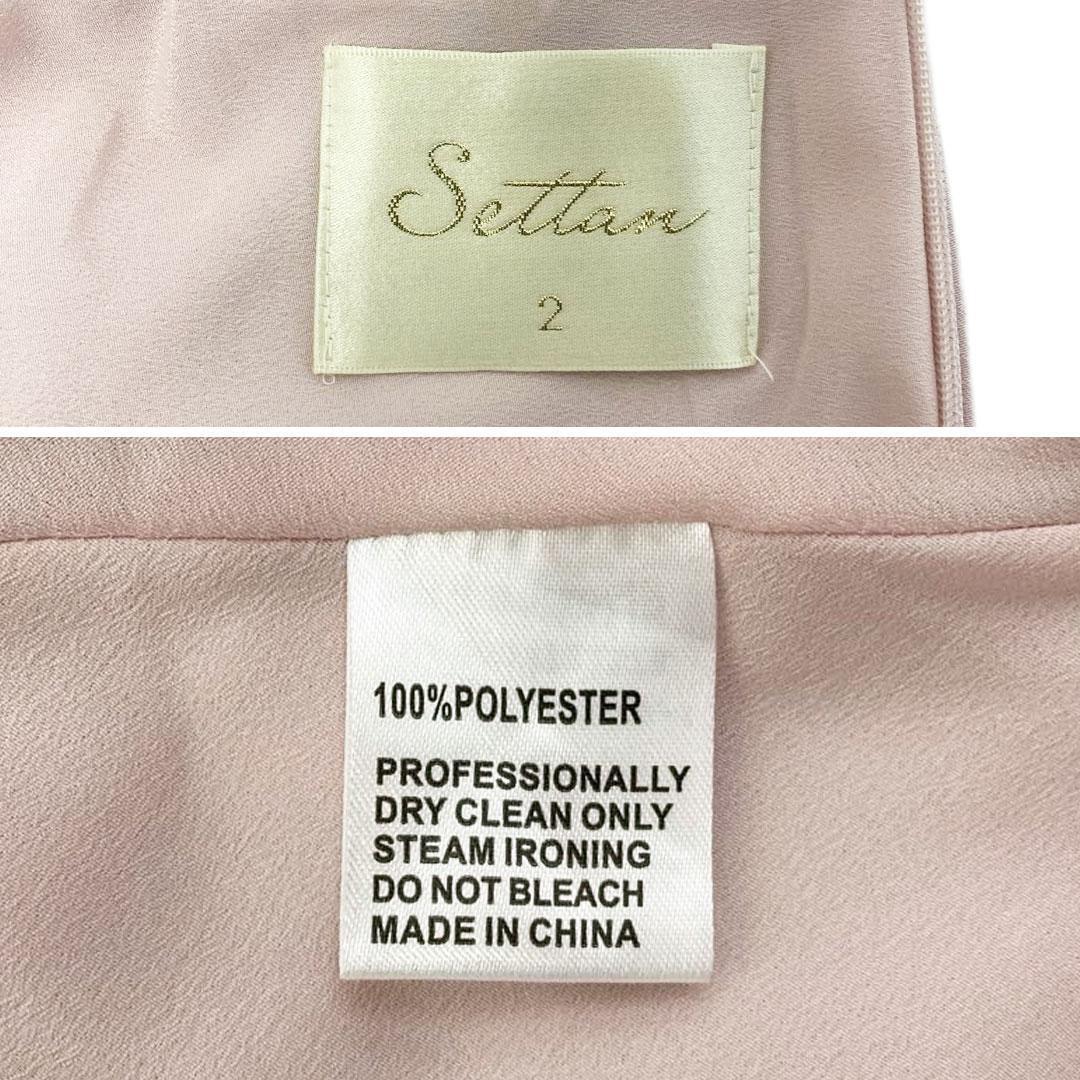 Settan
2
100%POLYESTER
PROFESSIONALLY
DRY CLEAN ONLY
STEAM IRONING
DO NOT BLEACH
MADE IN CHINA